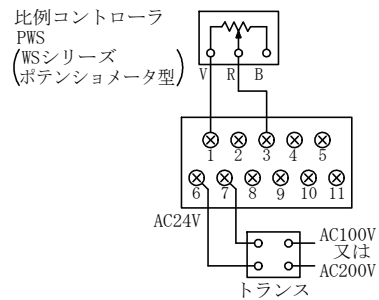 比例コントローラ
PWS
(WSシリーズ
ポテンショメータ型)
V R B
1 2 3 4 5
6 7 8 9 10 11
AC24V
AC100V
又は
AC200V
トランス